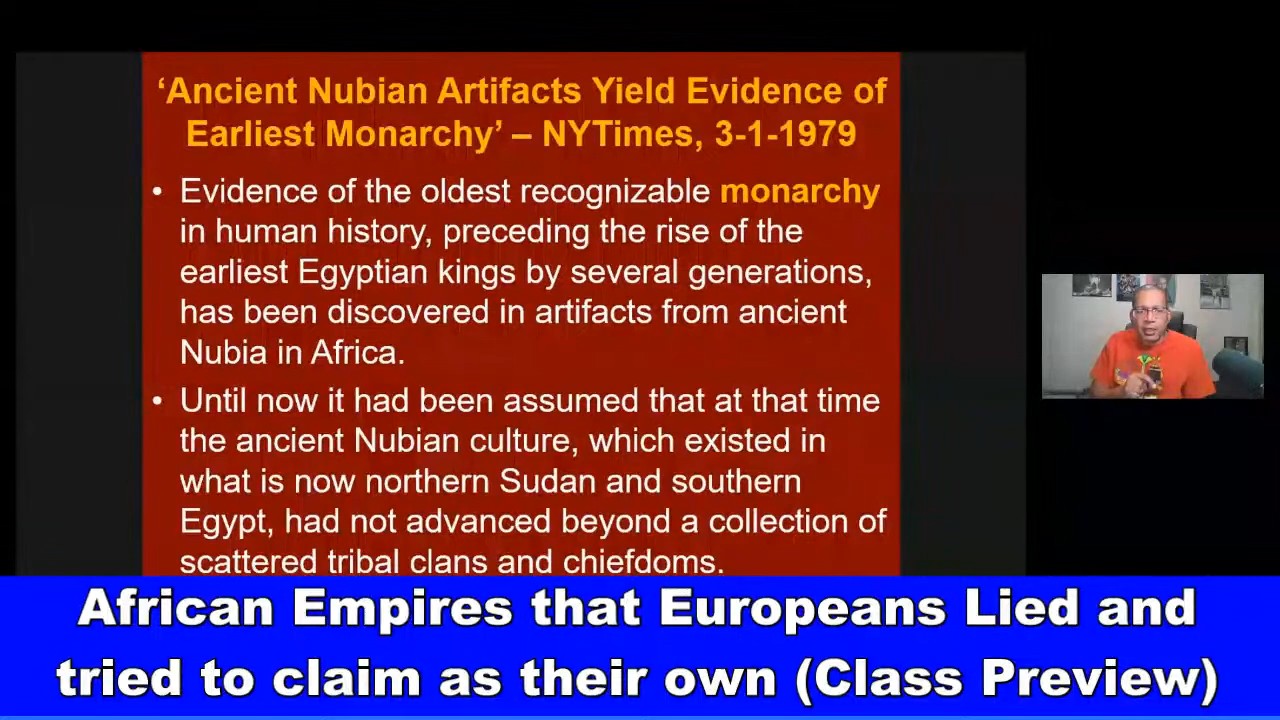 ‘Ancient Nubian Artifacts Yield Evidence of
Earliest Monarchy’ – NYTimes, 3-1-1979
• Evidence of the oldest recognizable monarchy
in human history, preceding the rise of the
earliest Egyptian kings by several generations,
has been discovered in artifacts from ancient
Nubia in Africa.
• Until now it had been assumed that at that time
the ancient Nubian culture, which existed in
what is now northern Sudan and southern
Egypt, had not advanced beyond a collection of
scattered tribal clans and chiefdoms.
African Empires that Europeans Lied and
tried to claim as their own (Class Preview)